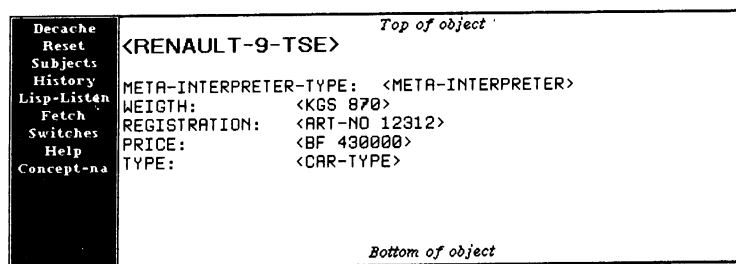 Decache
Reset
Subjects
History
Lisp-Listen
Fetch
Switches
Help
Concept-na
Top of object
<RENAULT-9-TSE>
META-INTERPRETER-TYPE: <META-INTERPRETER>
WEIGTH: <KGS 870>
REGISTRATION: <ART-NO 12312>
PRICE: <BF 430000>
TYPE: <CAR-TYPE>
Bottom of object